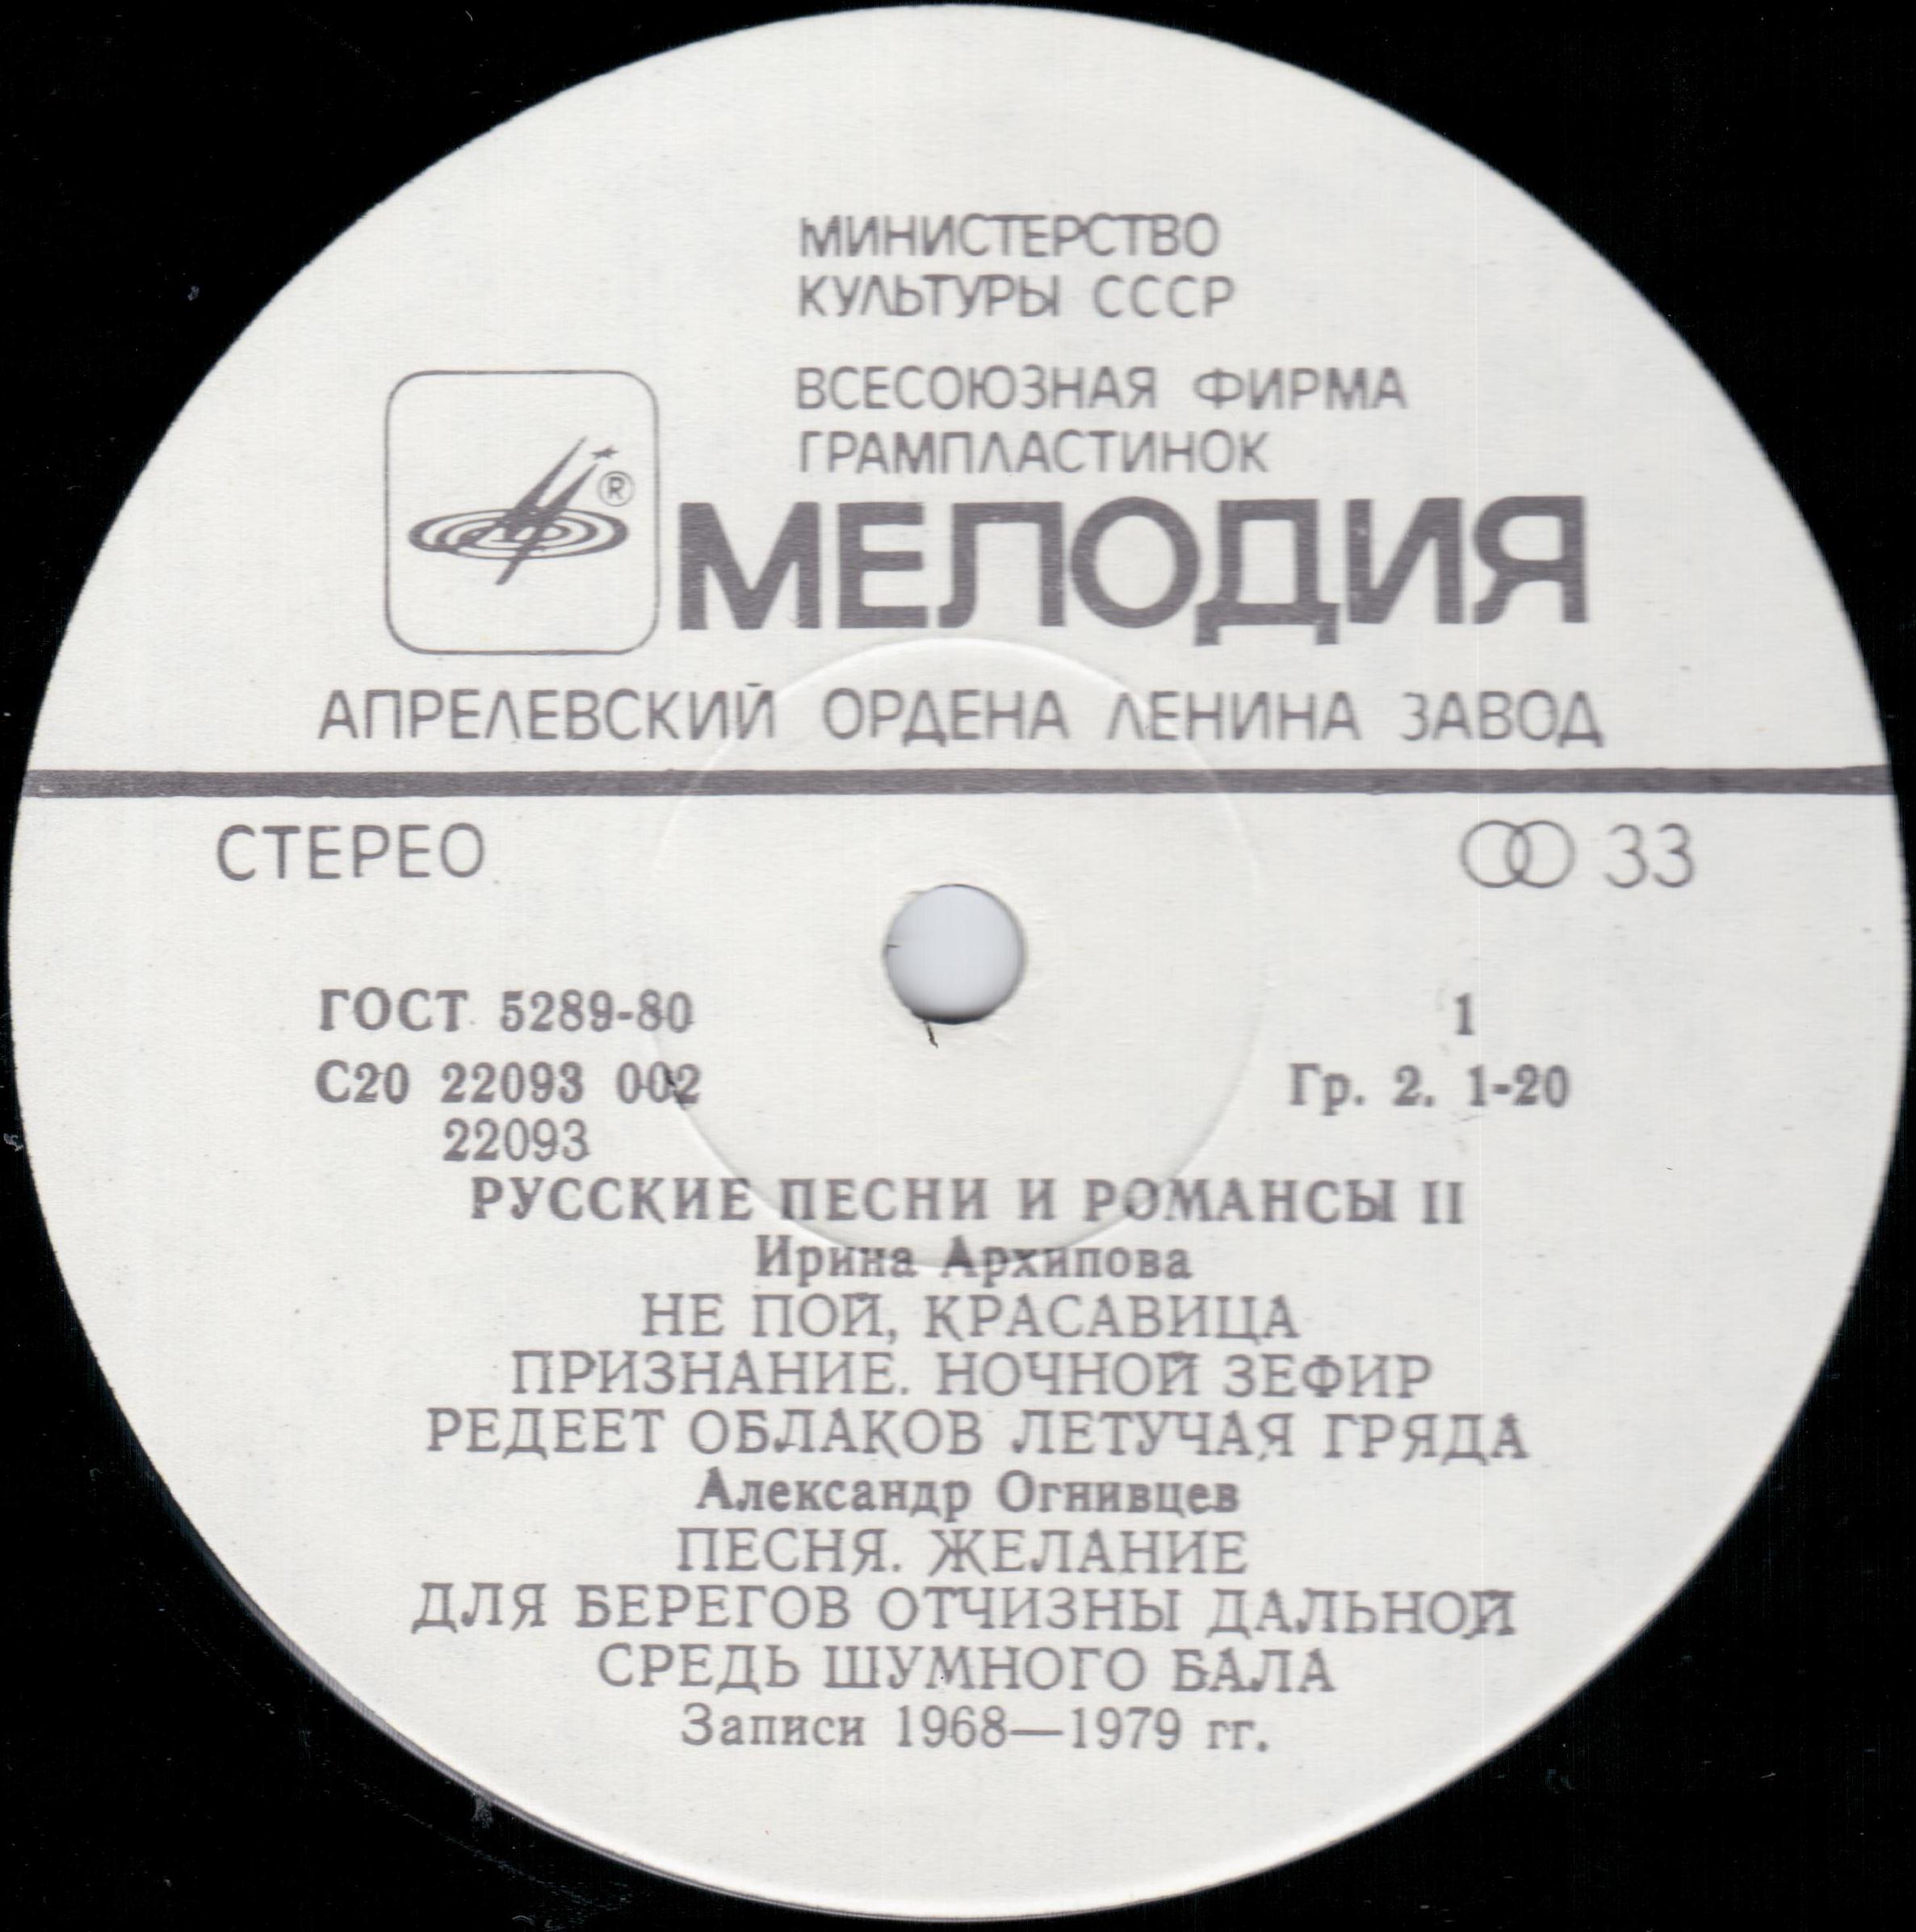 МИНИСТЕРСТВО
КУЛЬТУРЫ СССР
ВСЕСОЮЗНАЯ ФИРМА
ГРАМПЛАСТИНОК
®
МЕЛОДИЯ
АПРЕЛЕВСКИЙ ОРДЕНА ЛЕНИНА ЗАВОД
СТЕРЕО 33
ГОСТ 5289-80 1
С20 22093 002 Гр. 2. 1-20
22093
РУССКИЕ ПЕСНИ И РОМАНСЫ II
Ирина Архипова
НЕ ПОЙ, КРАСАВИЦА
ПРИЗНАНИЕ. НОЧНОЙ ЗЕФИР
РЕДЕЕТ ОБЛАКОВ ЛЕТУЧАЯ ГРЯДА
Александр Огнивцев
ПЕСНЯ. ЖЕЛАНИЕ
ДЛЯ БЕРЕГОВ ОТЧИЗНЫ ДАЛЬНОЙ
СРЕДЬ ШУМНОГО БАЛА
Записи 1968—1979 гг.